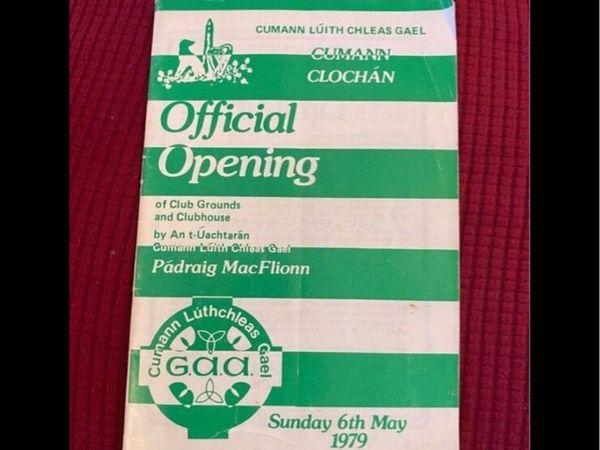 CUMANN LÚITH CHLEAS GAEL
CUMANN
CLOCHÁN
Official
Opening
of Club Grounds
and Clubhouse
by An t-Úachtarán
Cumann Lúith Chleas Gael
Pádraig MacFlionn
Cumann Lúthchleas Gael
G.a.a.
Sunday 6th May
1979